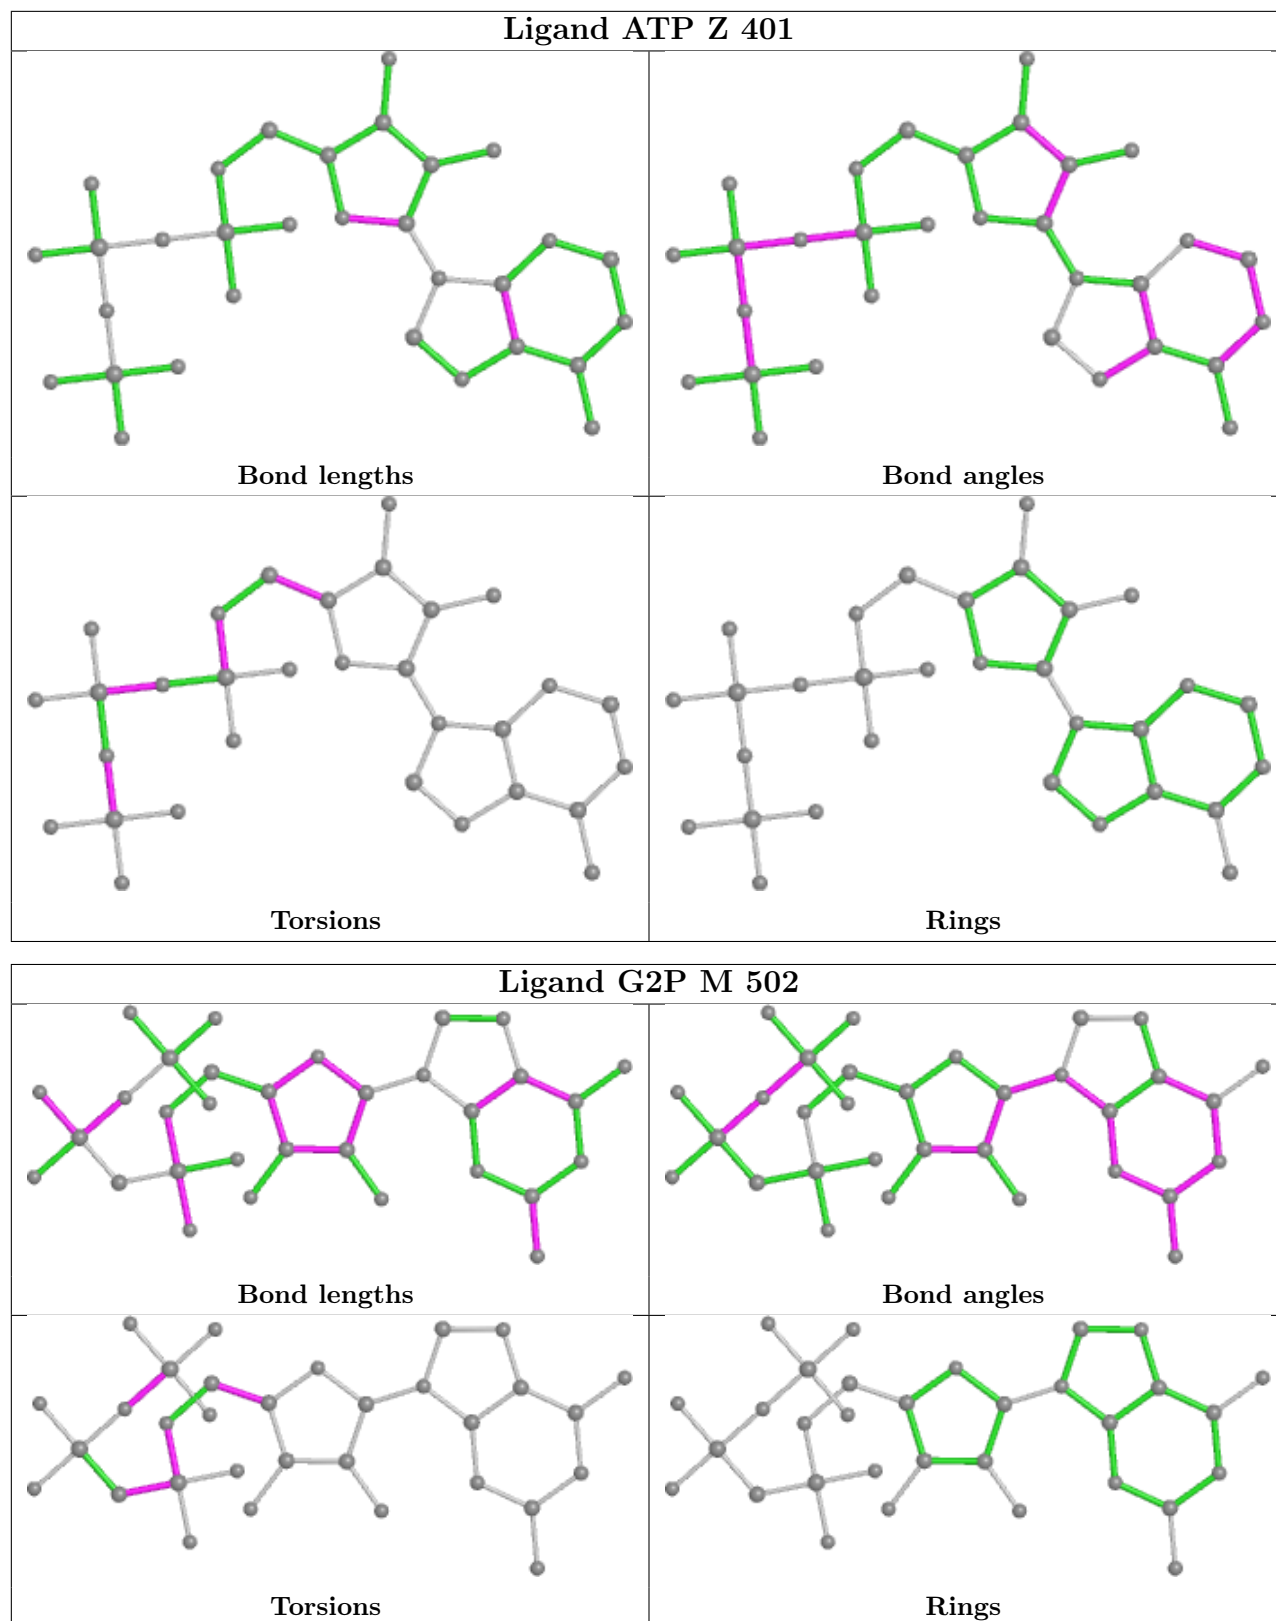 Ligand ATP Z 401
Bond lengths
Bond angles
Torsions
Rings
Ligand G2P M 502
Bond lengths
Bond angles
Torsions
Rings